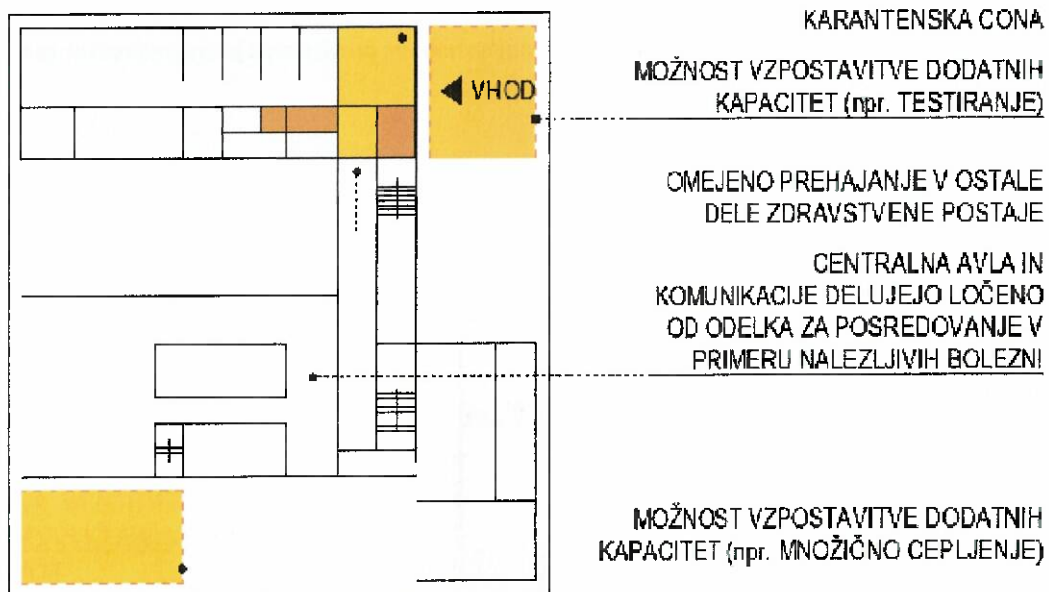 KARANTENSKA CONA
MOŽNOST VZPOSTAVITVE DODATNIH
KAPACITET (npr. TESTIRANJE)
VHOD
OMEJENO PREHAJANJE V OSTALE
DELE ZDRAVSTVENE POSTAJE
CENTRALNA AVLA IN
KOMUNIKACIJE DELUJEJO LOČENO
OD ODELKA ZA POSREDOVANJE V
PRIMERU NALEZLJIVIH BOLEZNI
MOŽNOST VZPOSTAVITVE DODATNIH
KAPACITET (npr. MNOŽIČNO CEPLJENJE)